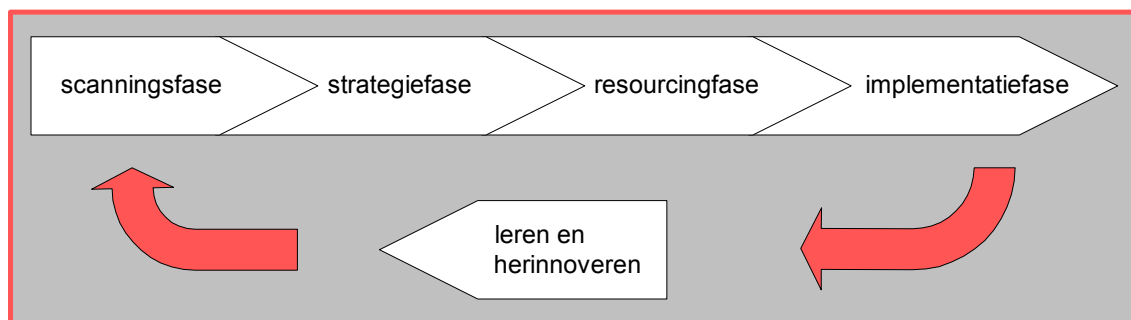 scanningsfase
strategiefase
resourcingfase
implementatiefase
leren en
herinnoveren